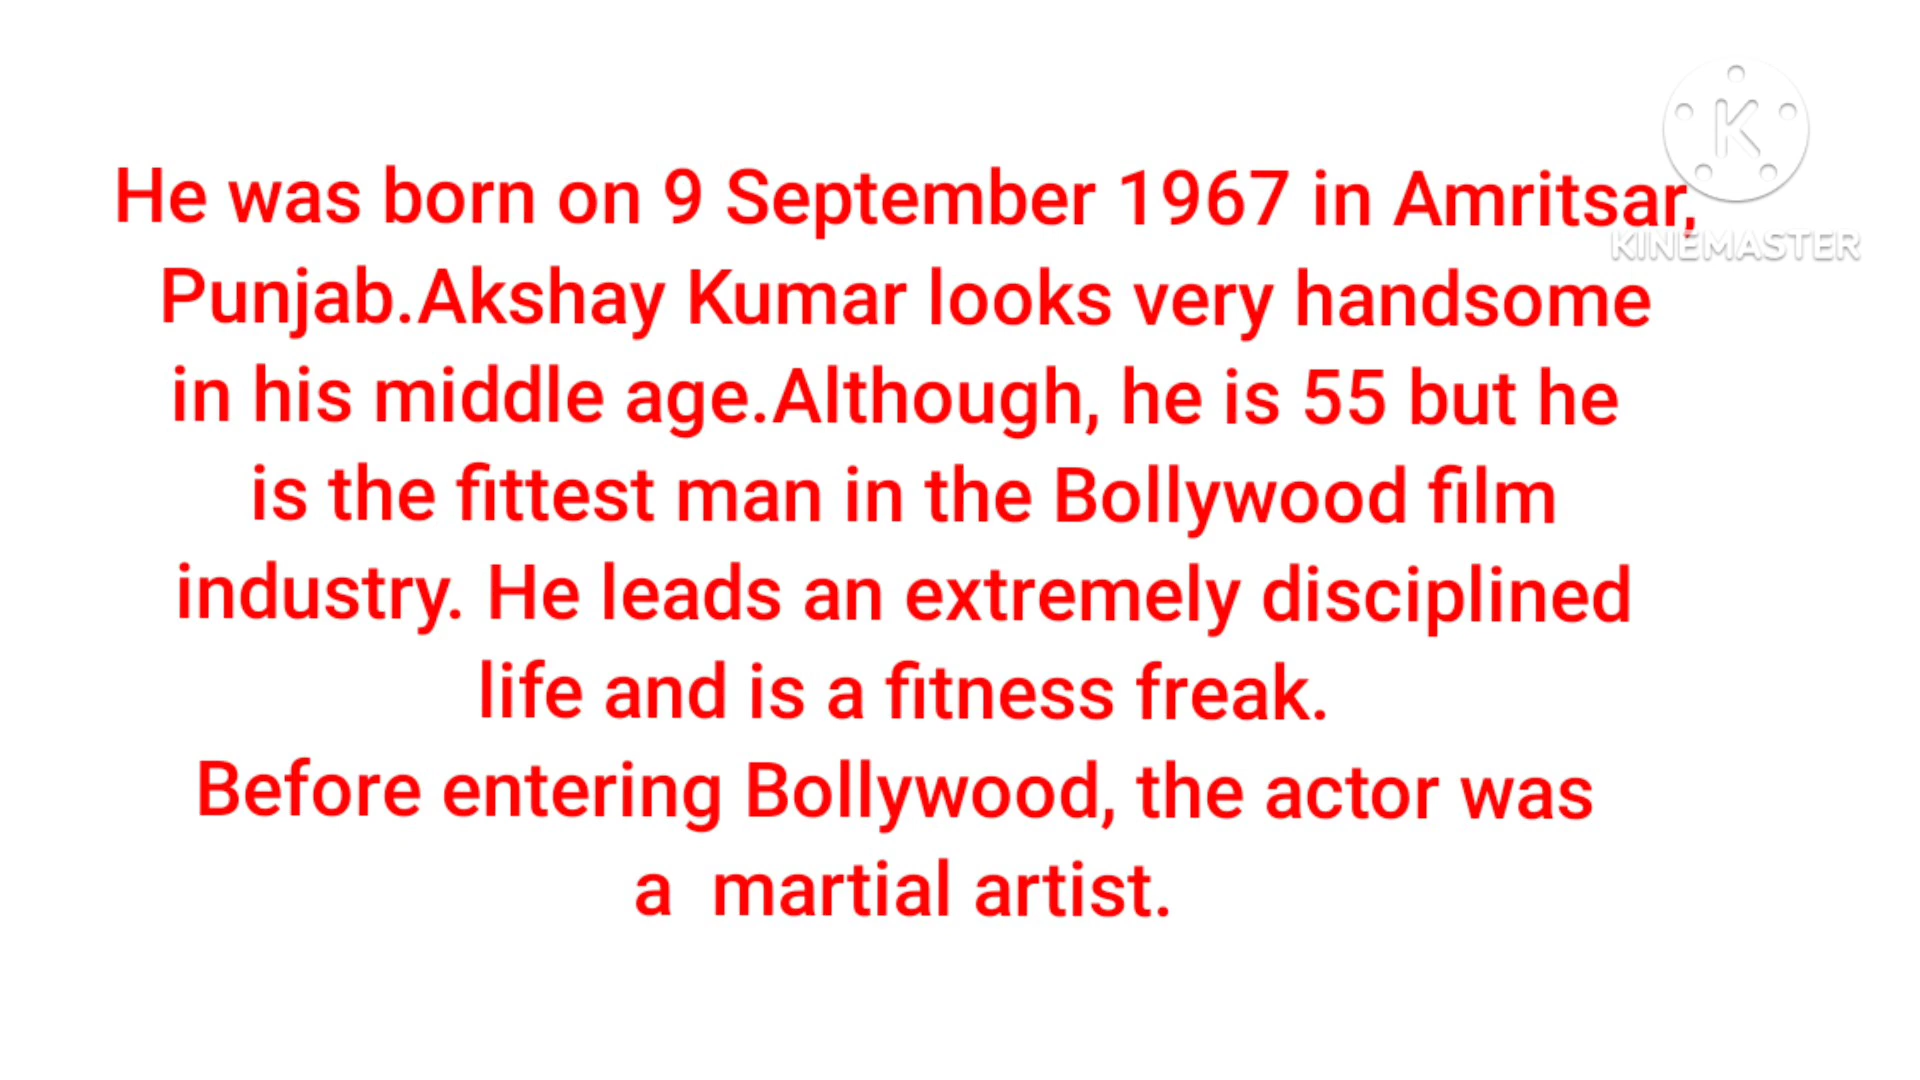 He was born on 9 September 1967 in Amritsar,
Punjab.Akshay Kumar looks very handsome
in his middle age.Although, he is 55 but he
is the fittest man in the Bollywood film
industry. He leads an extremely disciplined
life and is a fitness freak.
Before entering Bollywood, the actor was
a  martial artist.
K
KINEMASTER